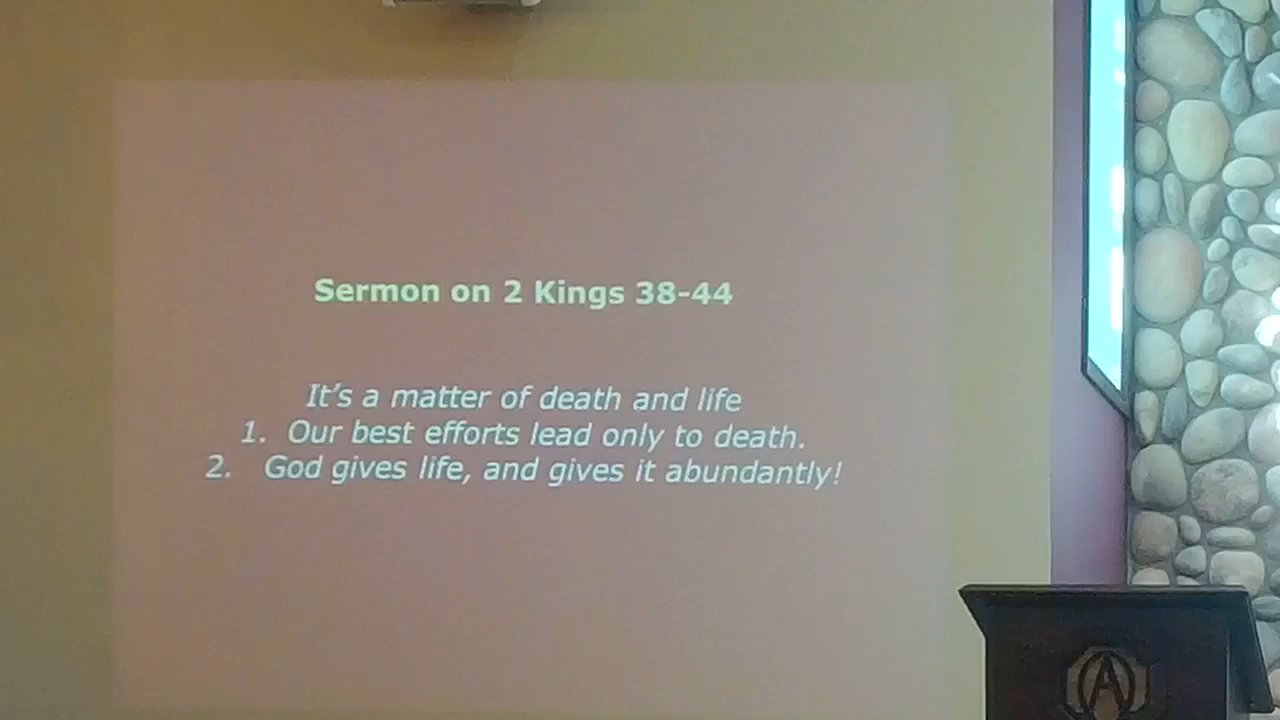 Sermon on 2 Kings 38-44
It's a matter of death and life
1. Our best efforts lead only to death.
2. God gives life, and gives it abundantly!